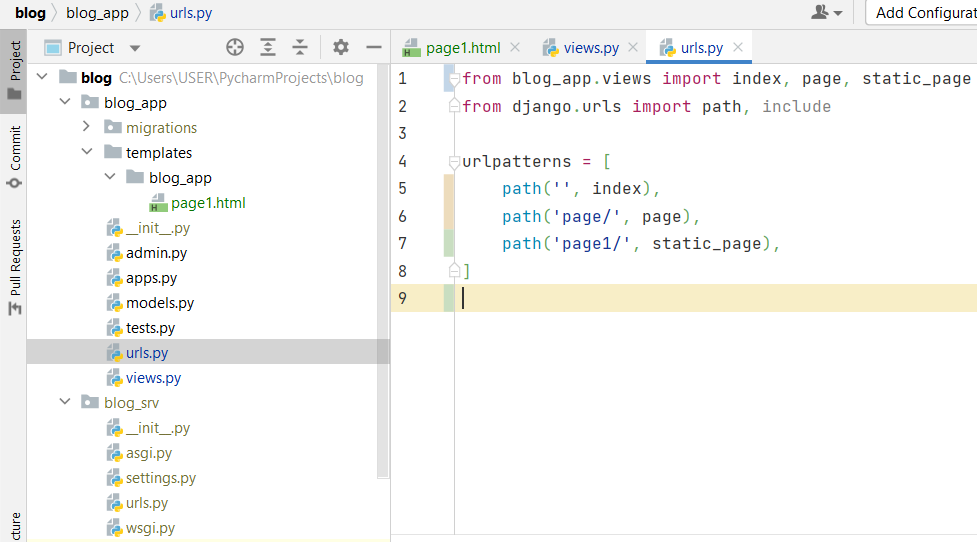 blog blog_app urls.py
Add Configurat
Project
Project
page1.html
views.py
urls.py
blog C:\Users\USER\PycharmProjects\blog
blog_app
migrations
templates
blog_app
page1.html
__init__.py
admin.py
apps.py
models.py
tests.py
urls.py
views.py
blog_srv
__init__.py
asgi.py
settings.py
urls.py
wsgi.py
Commit
Pull Requests
cture
1 from blog_app.views import index, page, static_page
2 from django.urls import path, include
3
4 urlpatterns = [
5 path('', index),
6 path('page/', page),
7 path('page1/', static_page),
8 ]
9